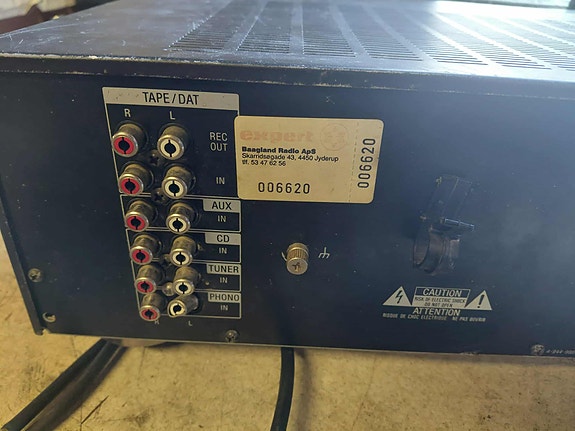 TAPE/DAT
R L
REC
OUT
IN
AUX
IN
CD
IN
TUNER
IN
PHONO
IN
R L
expert
Baagland Radio ApS
Skarridsøgade 43, 4450 Jyderup
tlf. 53 47 62 56
006620
006620
CAUTION
RISK OF ELECTRIC SHOCK
DO NOT OPEN
ATTENTION
RISQUE DE CHOC ELECTRIQUE NE PAS OUVRIR